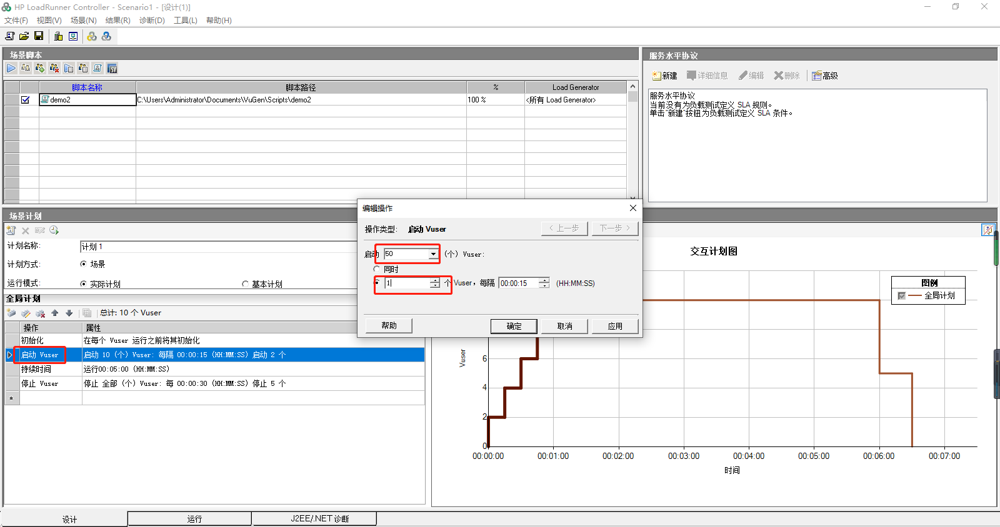 HP LoadRunner Controller - Scenario1 - [设计(1)]
文件(F) 视图(V) 场景(N) 结果(R) 诊断(D) 工具(L) 帮助(H)
场景脚本
脚本名称 脚本路径 % Load Generator
demo2 C:\Users\Administrator\Documents\VuGen\Scripts\demo2 100 % <所有 Load Generator>
服务水平协议
新建 详细信息 编辑 删除 高级
服务水平协议
当前没有为负载测试定义 SLA 规则。
单击"新建"按钮为负载测试定义 SLA 条件。
场景计划
计划名称: 计划 1
计划方式: 场景
运行模式: 实际计划 基本计划
全局计划
总计: 10 个 Vuser
操作 属性
初始化 在每个 Vuser 运行之前将其初始化
启动 Vuser 启动 10 (个) Vuser: 每隔 00:00:15 (HH:MM:SS) 启动 2 个
持续时间 运行00:05:00 (HH:MM:SS)
停止 Vuser 停止 全部 (个) Vuser: 每 00:00:30 (HH:MM:SS) 停止 5 个
编辑操作
操作类型: 启动 Vuser < 上一步 下一步 >
启动 50 (个) Vuser:
同时
1 个 Vuser，每隔 00:00:15 (HH:MM:SS)
帮助 确定 取消 应用
交互计划图
图例
全局计划
Vuser
6
4
2
0
00:00:00 00:01:00 00:02:00 00:03:00 00:04:00 00:05:00 00:06:00 00:07:00
时间
设计 运行 J2EE/.NET 诊断